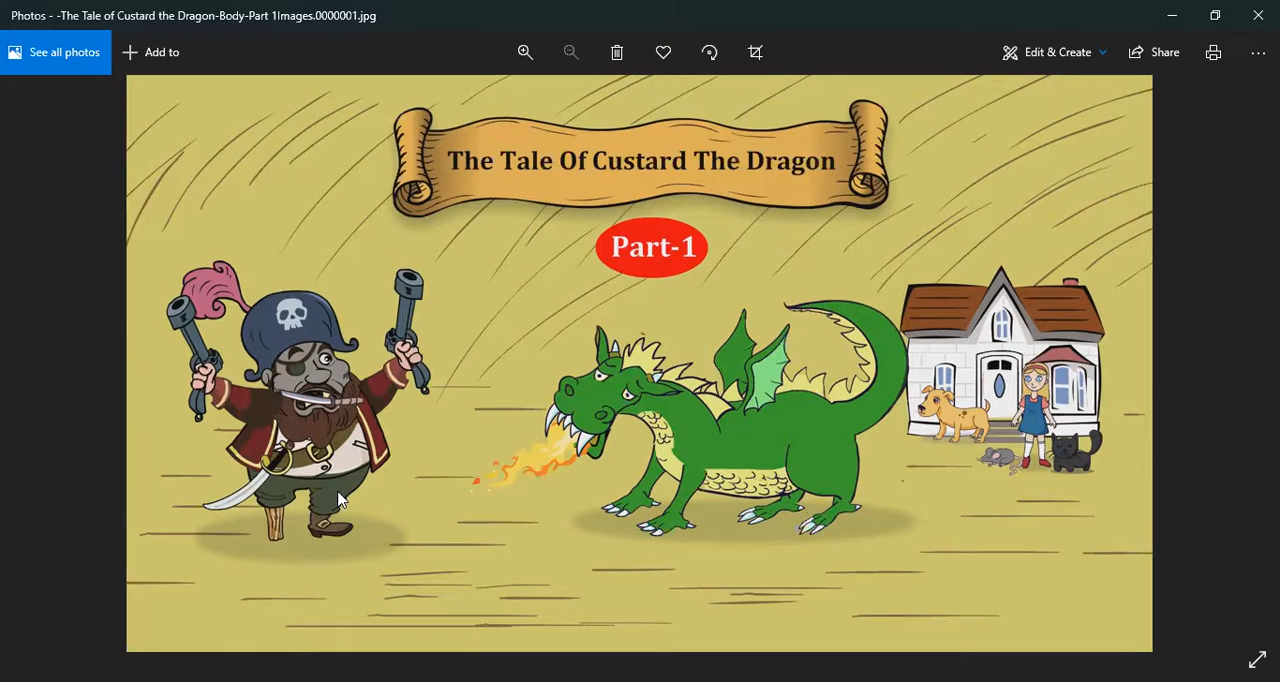 Photos - -The Tale of Custard the Dragon-Body-Part 1Images.0000001.jpg
See all photos
Add to
Edit & Create
Share
The Tale Of Custard The Dragon
Part-1